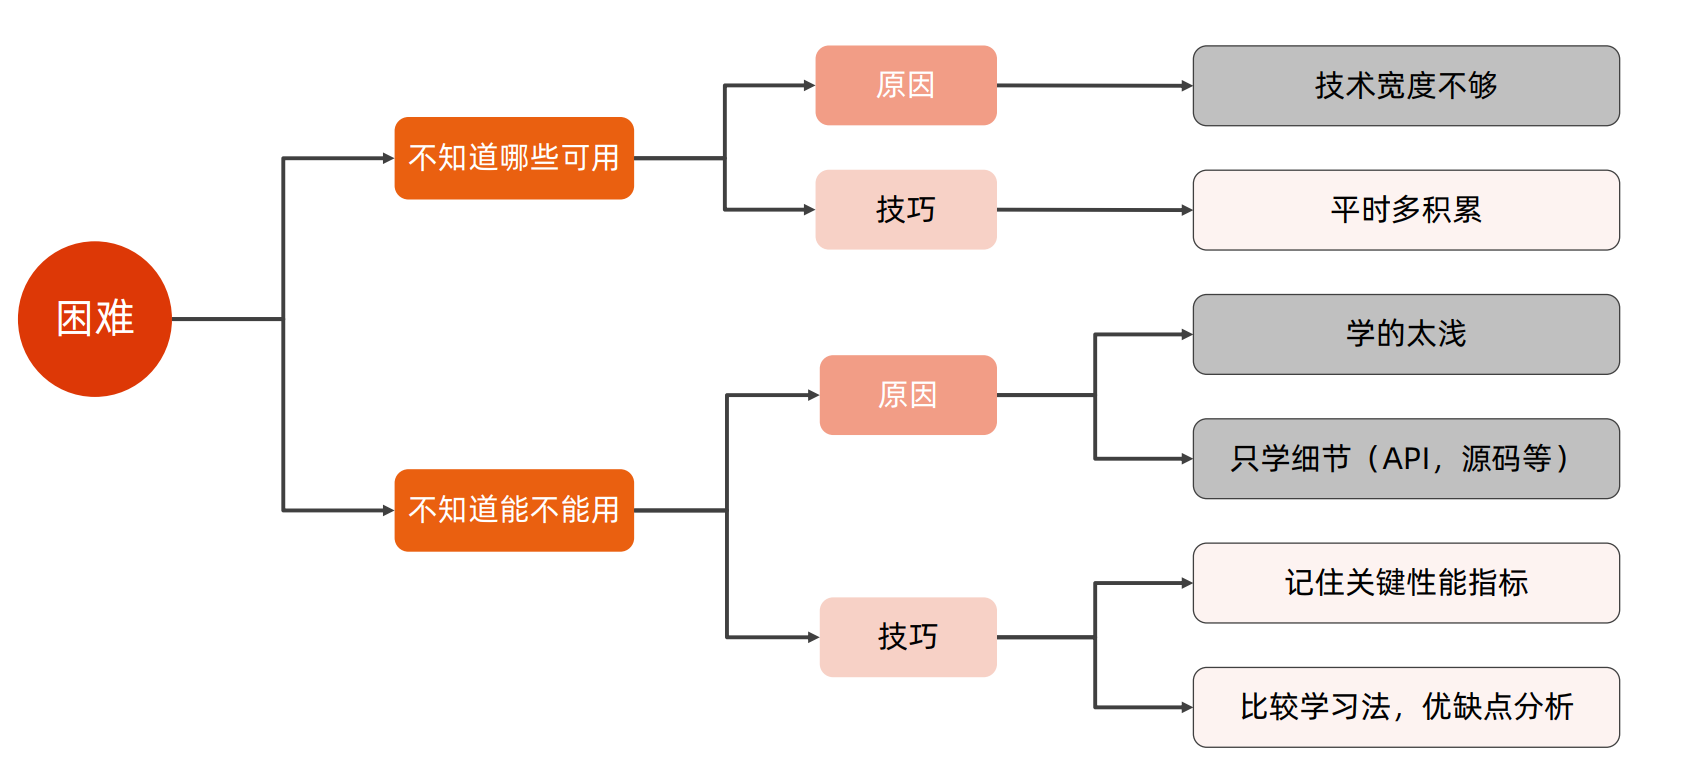 困难
不知道哪些可用
原因
技术宽度不够
技巧
平时多积累
不知道能不能用
原因
学的太浅
只学细节（API，源码等）
技巧
记住关键性能指标
比较学习法，优缺点分析